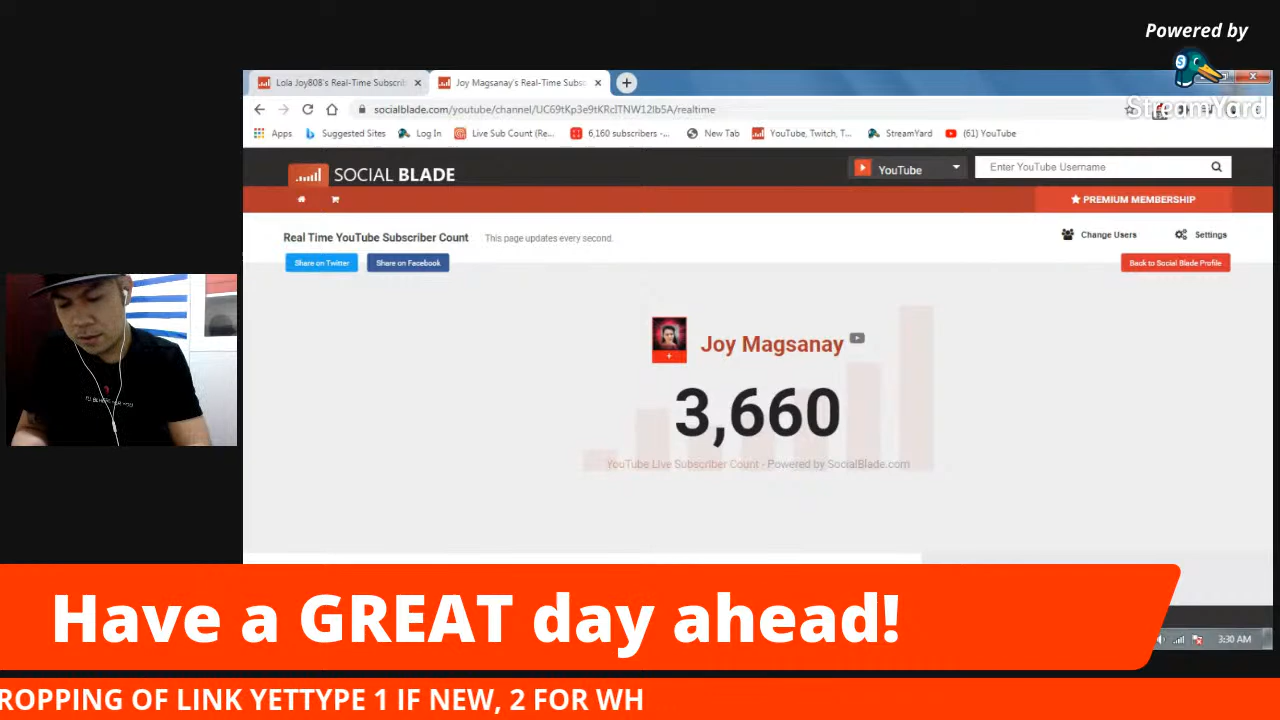 Powered by
StreamYard
Lola Joy808's Real-Time Subscri
Joy Magsanay's Real-Time Subs
socialblade.com/youtube/channel/UC69tKp3e9tKRclTNW12Ib5A/realtime
Apps
Suggested Sites
Log In
Live Sub Count (Re...
6,160 subscribers -...
New Tab
YouTube, Twitch, T...
StreamYard
(61) YouTube
SOCIAL BLADE
YouTube
Enter YouTube Username
PREMIUM MEMBERSHIP
Real Time YouTube Subscriber Count
This page updates every second.
Change Users
Settings
Share on Twitter
Share on Facebook
Back to Social Blade Profile
Joy Magsanay
3,660
YouTube Live Subscriber Count - Powered by SocialBlade.com
Have a GREAT day ahead!
3:30 AM
ROPPING OF LINK YETTYPE 1 IF NEW, 2 FOR WH